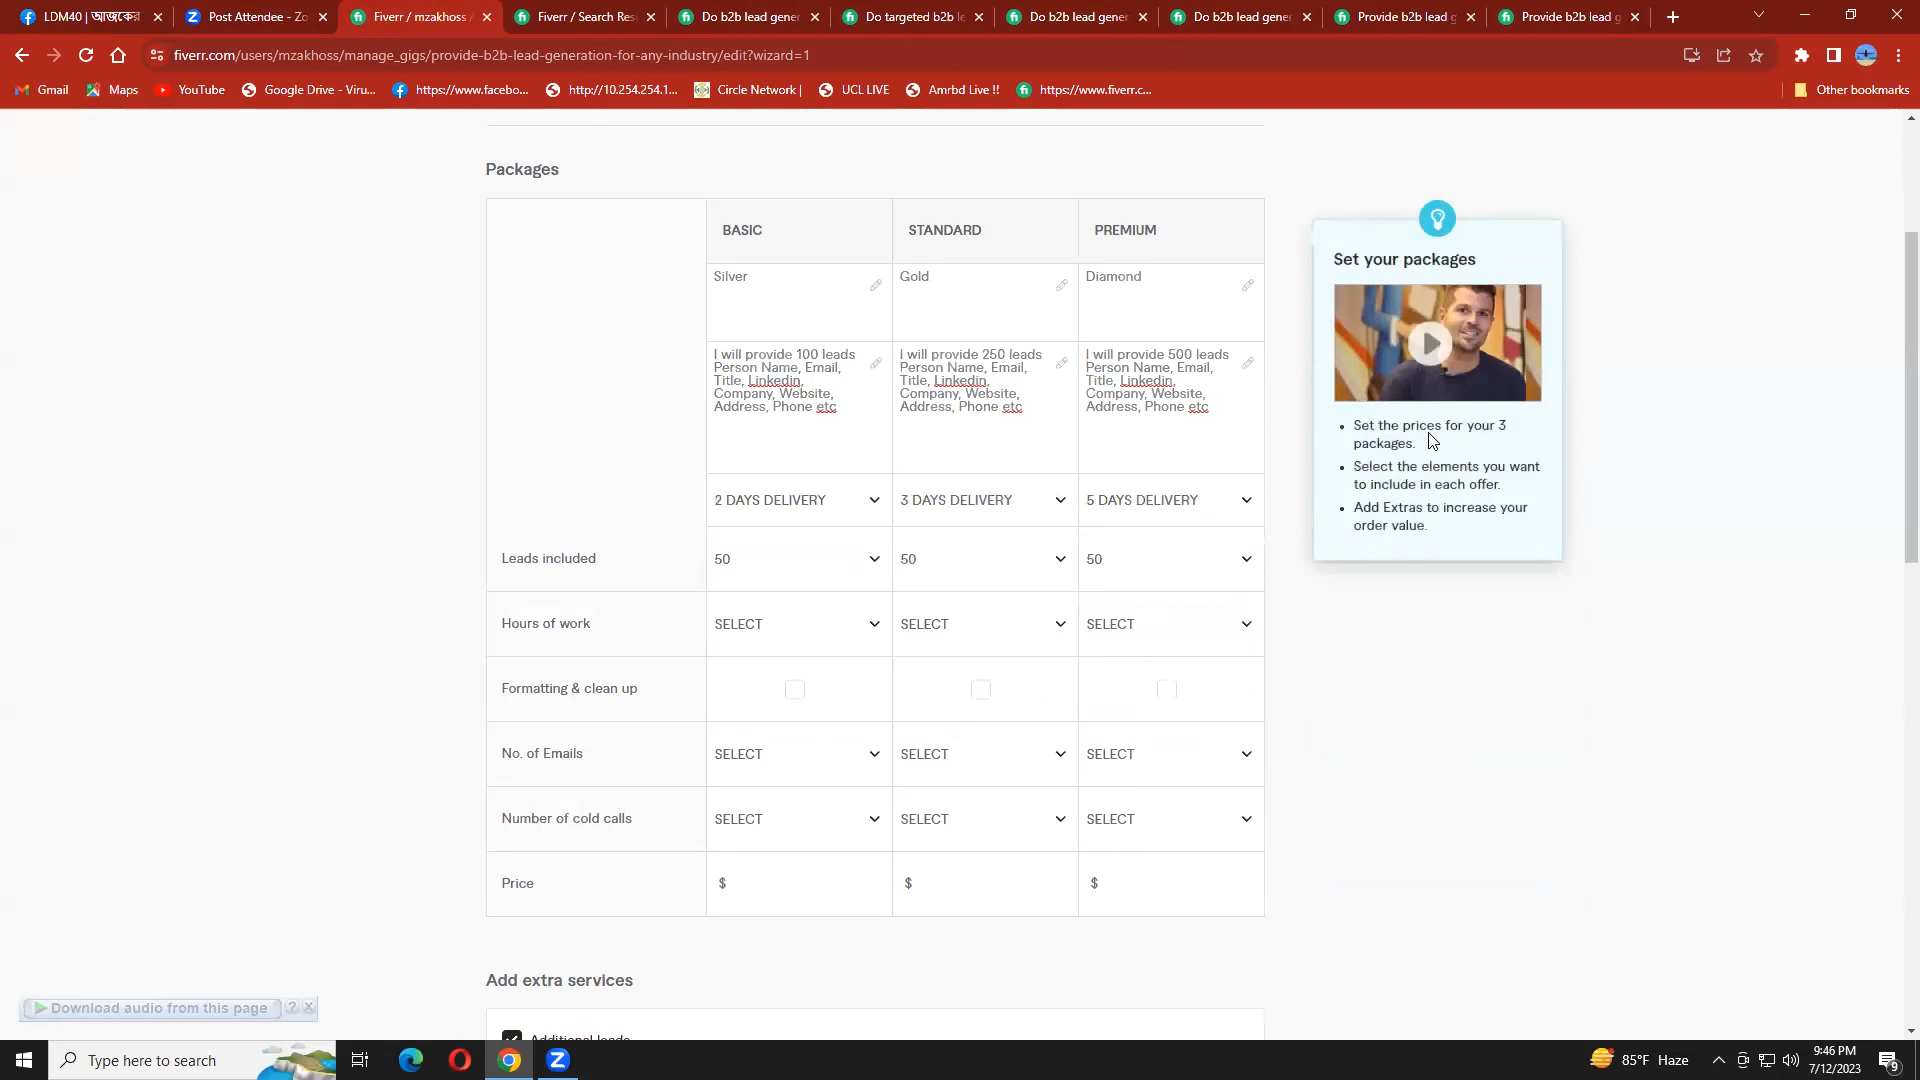 LDM40 | আজকের
Post Attendee - Zo
Fiverr / mzakhoss
Fiverr / Search Res
Do b2b lead gener
Do targeted b2b le
Do b2b lead gener
Do b2b lead gener
Provide b2b lead g
Provide b2b lead g
fiverr.com/users/mzakhoss/manage_gigs/provide-b2b-lead-generation-for-any-industry/edit?wizard=1
Gmail
Maps
YouTube
Google Drive - Viru...
https://www.facebo...
http://10.254.254.1...
Circle Network |
UCL LIVE
Amrbd Live !!
https://www.fiverr.c...
Other bookmarks
Packages
BASIC
STANDARD
PREMIUM
Silver
Gold
Diamond
I will provide 100 leads
Person Name, Email,
Title, Linkedin,
Company, Website,
Address, Phone etc
I will provide 250 leads
Person Name, Email,
Title, Linkedin,
Company, Website,
Address, Phone etc
I will provide 500 leads
Person Name, Email,
Title, Linkedin,
Company, Website,
Address, Phone etc
2 DAYS DELIVERY
3 DAYS DELIVERY
5 DAYS DELIVERY
Leads included
50
50
50
Hours of work
SELECT
SELECT
SELECT
Formatting & clean up
No. of Emails
SELECT
SELECT
SELECT
Number of cold calls
SELECT
SELECT
SELECT
Price
$
$
$
Set your packages
• Set the prices for your 3
packages.
• Select the elements you want
to include in each offer.
• Add Extras to increase your
order value.
Add extra services
Additional leads
Download audio from this page
?
Type here to search
85°F Haze
9:46 PM
7/12/2023
9